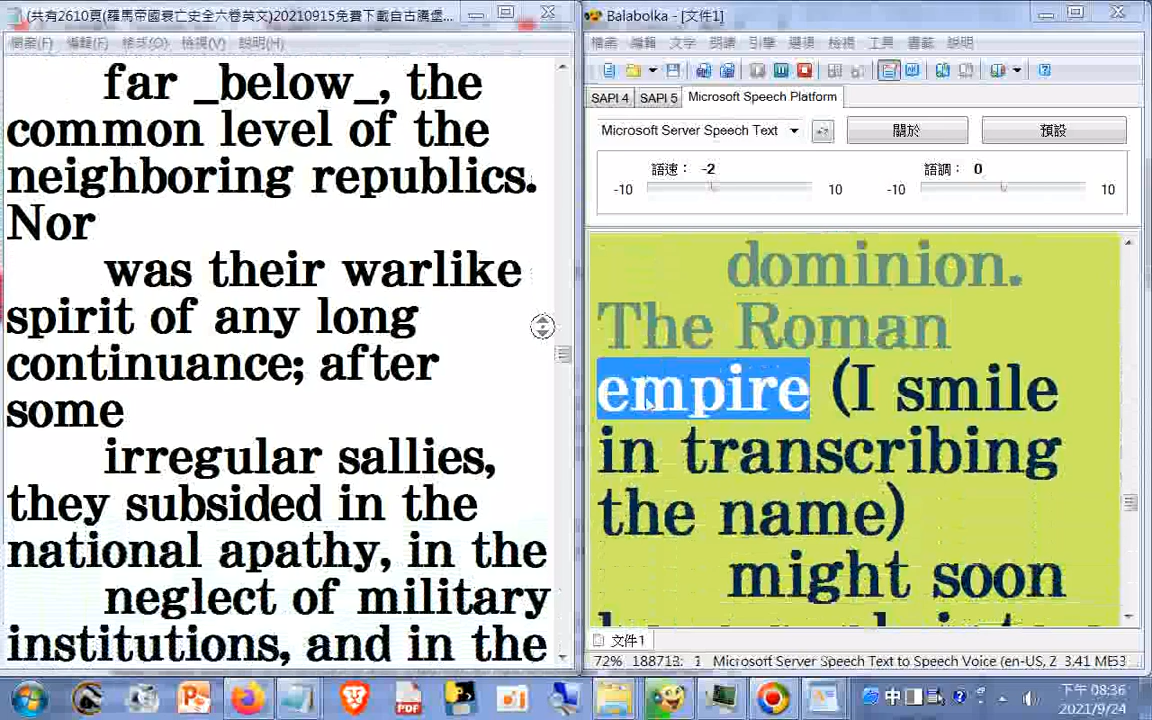 (共有2610頁(羅馬帝國衰亡史全六卷英文)20210915免費下載自古騰堡...
檔案(F) 編輯(E) 格式(O) 檢視(V) 說明(H)
far _below_, the
common level of the
neighboring republics.
Nor
was their warlike
spirit of any long
continuance; after
some
irregular sallies,
they subsided in the
national apathy, in the
neglect of military
institutions, and in the
Balabolka - [文件1]
檔案 編輯 文字 朗讀 引擎 選項 檢視 工具 書籤 說明
SAPI 4 SAPI 5 Microsoft Speech Platform
Microsoft Server Speech Text
關於
預設
語速： -2
-10 10
語調： 0
-10 10
dominion.
The Roman
empire (I smile
in transcribing
the name)
might soon
文件1
72% 188713: 1 Microsoft Server Speech Text to Speech Voice (en-US, Z 3.41 ME53
中
下午 08:36
2021/9/24